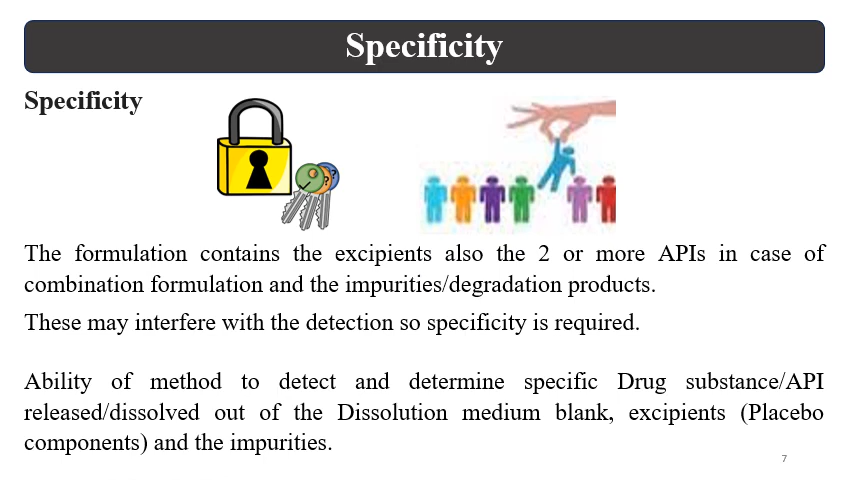 Specificity
Specificity
The formulation contains the excipients also the 2 or more APIs in case of
combination formulation and the impurities/degradation products.
These may interfere with the detection so specificity is required.
Ability of method to detect and determine specific Drug substance/API
released/dissolved out of the Dissolution medium blank, excipients (Placebo
components) and the impurities.
7